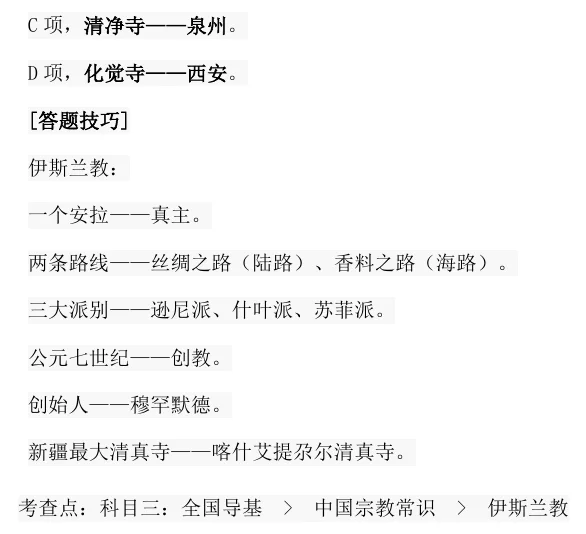 C 项，清净寺——泉州。
D 项，化觉寺——西安。
[答题技巧]
伊斯兰教：
一个安拉——真主。
两条路线——丝绸之路（陆路）、香料之路（海路）。
三大派别——逊尼派、什叶派、苏菲派。
公元七世纪——创教。
创始人——穆罕默德。
新疆最大清真寺——喀什艾提尕尔清真寺。
考查点：科目三：全国导基 > 中国宗教常识 > 伊斯兰教